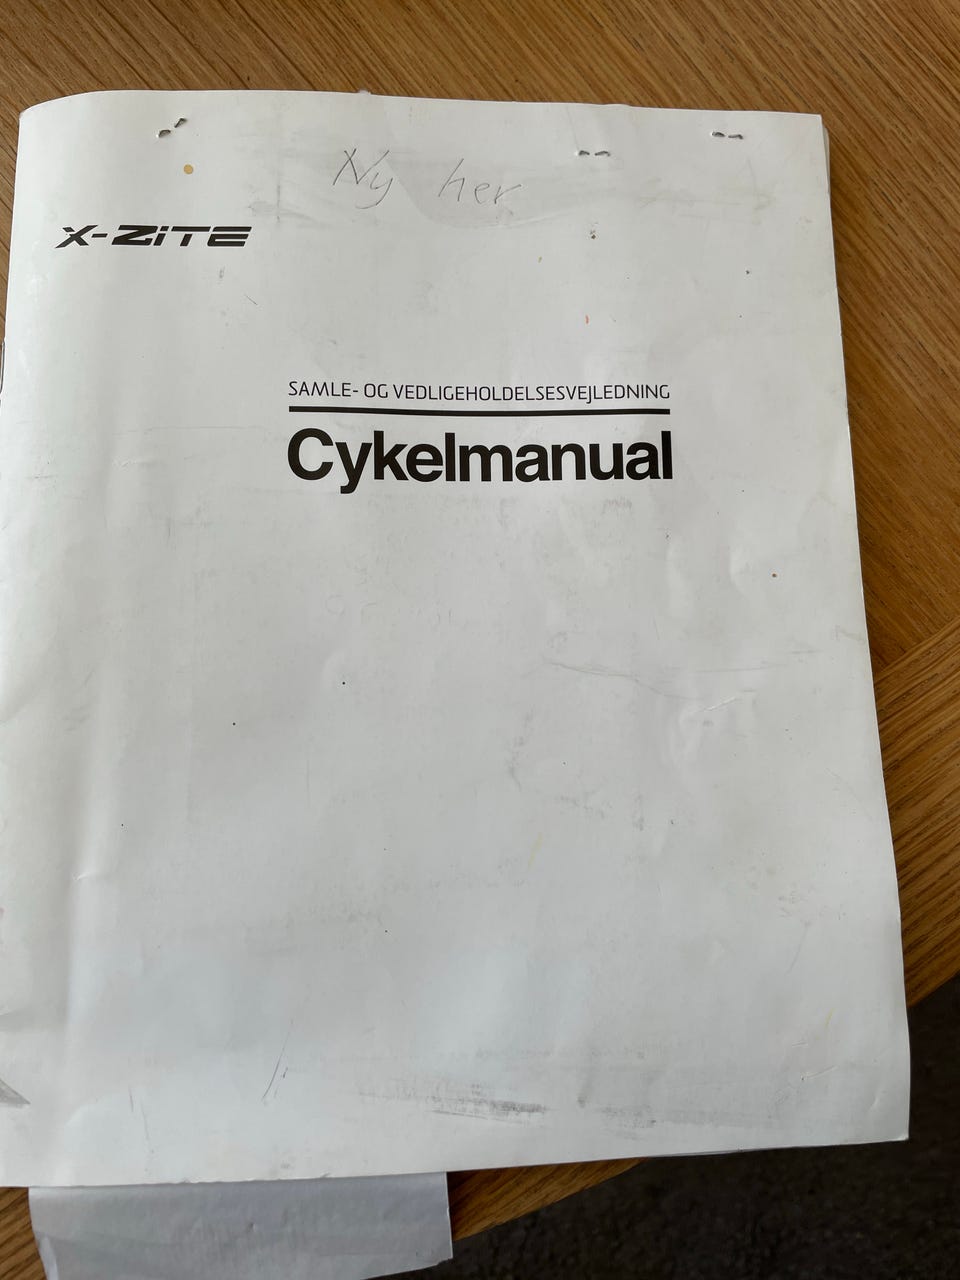 Ny her
X-ZiTE
SAMLE- OG VEDLIGEHOLDELSESVEJLEDNING
Cykelmanual